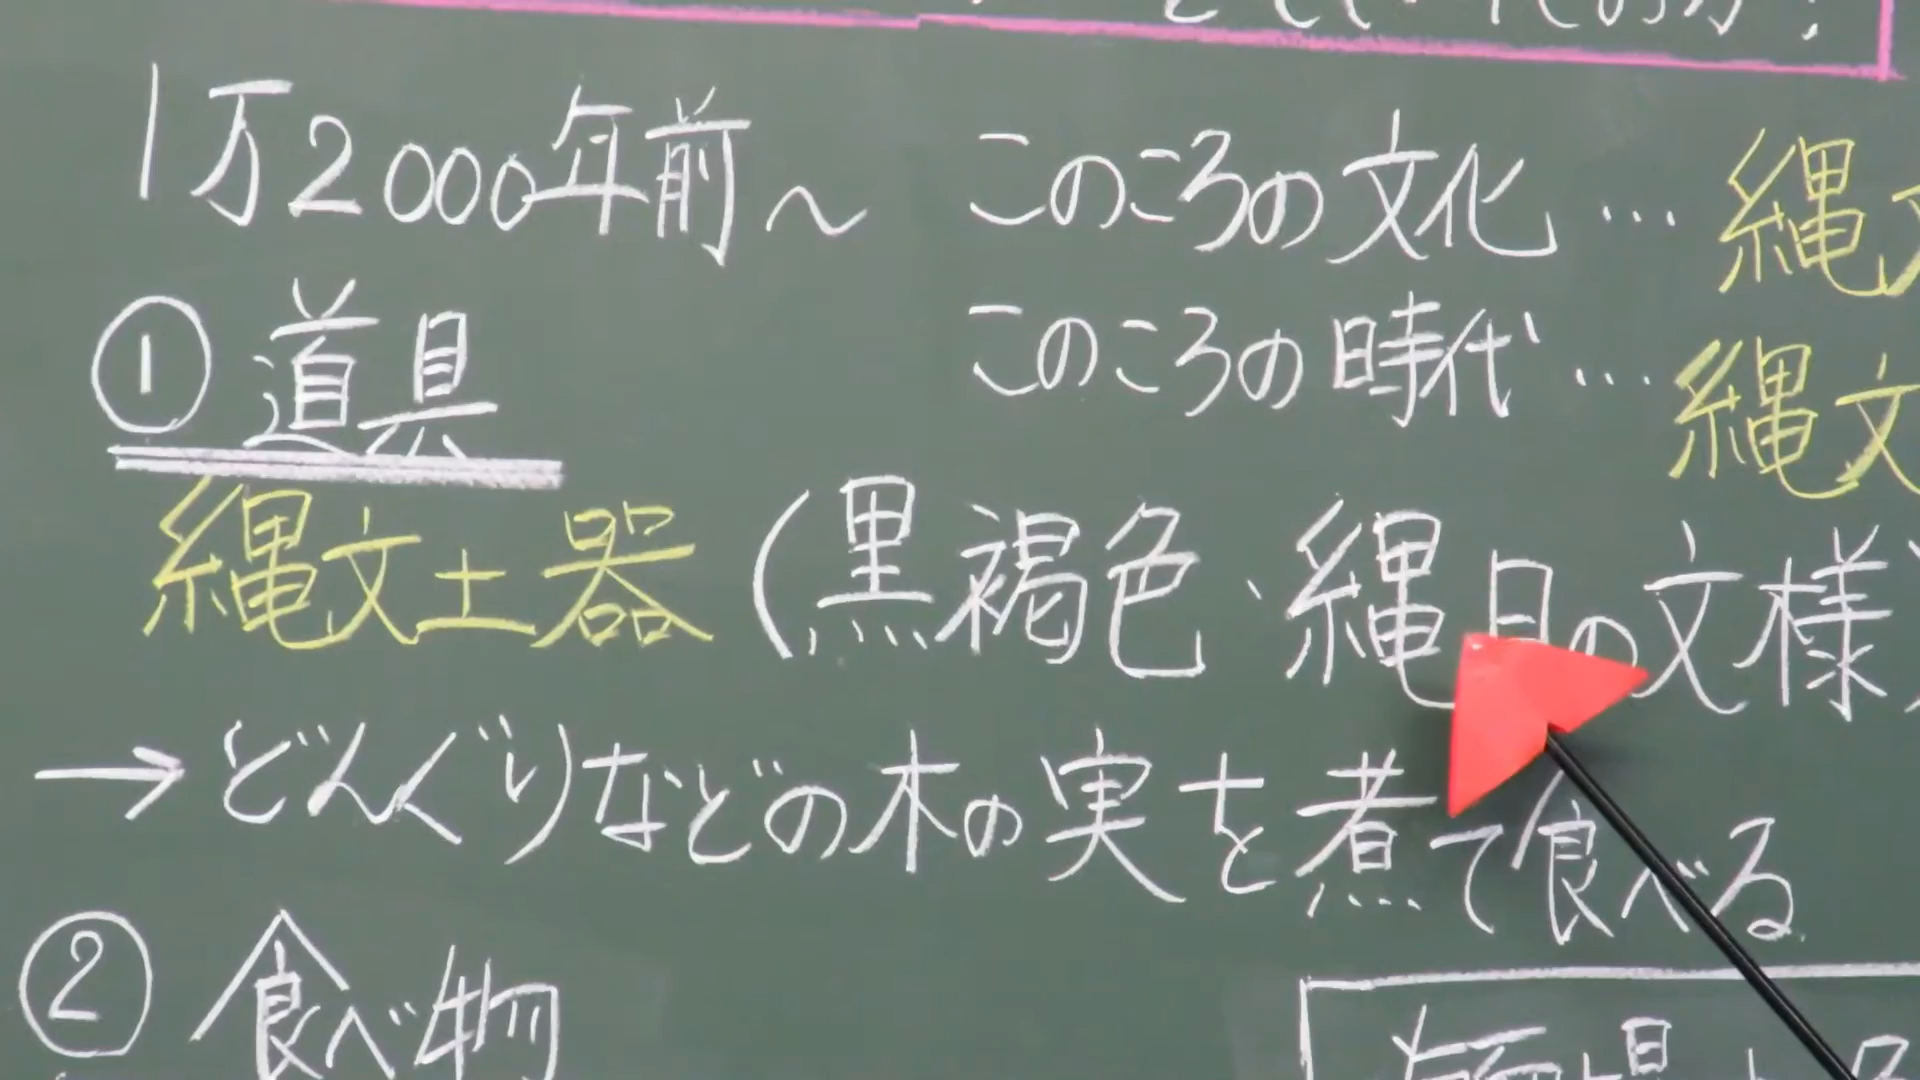 1万2000年前～
このころの文化…縄
このころの時代…縄文
①道具
縄文土器(黒褐色、縄目の文様)
→どんぐりなどの木の実を煮て食べる
②食べ物